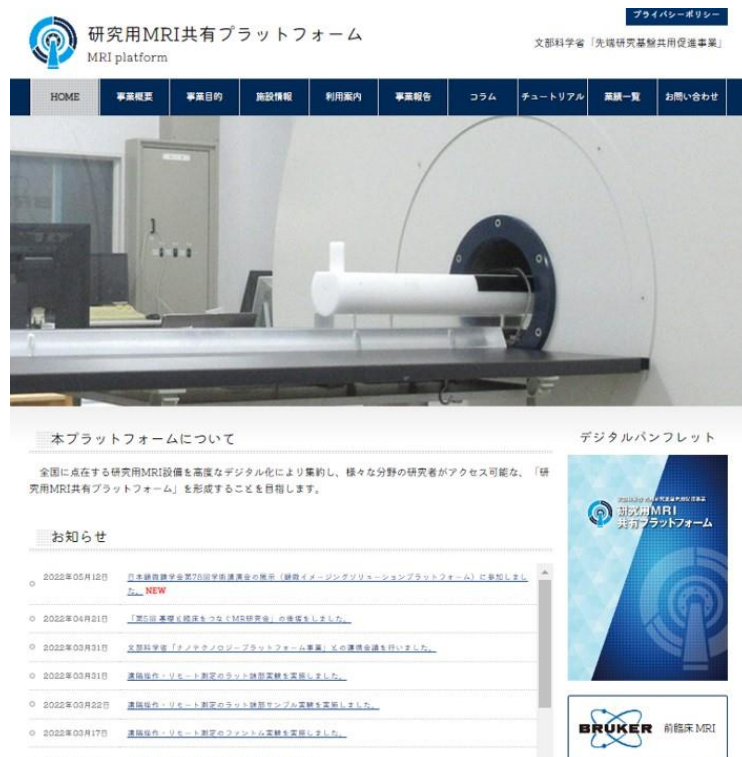 プライバシーポリシー
研究用MRI共有プラットフォーム
MRI platform
文部科学省「先端研究基盤共用促進事業」
HOME 事業概要 事業目的 施設情報 利用案内 事業報告 コラム チュートリアル 業績一覧 お問い合わせ
本プラットフォームについて
全国に点在する研究用MRI設備を高度なデジタル化により集約し、様々な分野の研究者がアクセス可能な、「研
究用MRI共有プラットフォーム」を形成することを目指します。
お知らせ
2022年05月12日 日本顕微鏡学会第78回学術講演会の展示（顕微イメージングソリューションプラットフォーム）に参加しまし
た。 NEW
2022年04月21日 「第5回 基礎と臨床をつなぐMR研究会」の後援をしました。
2022年03月31日 文部科学省「ナノテクノロジープラットフォーム事業」との連携会議を行いました。
2022年03月31日 遠隔操作・リモート測定のラット頭部実験を実施しました。
2022年03月22日 遠隔操作・リモート測定のラット頭部サンプル実験を実施しました。
2022年03月17日 遠隔操作・リモート測定のファントム実験を実施しました。
デジタルパンフレット
研究用MRI
共有プラットフォーム
BRUKER 前臨床MRI